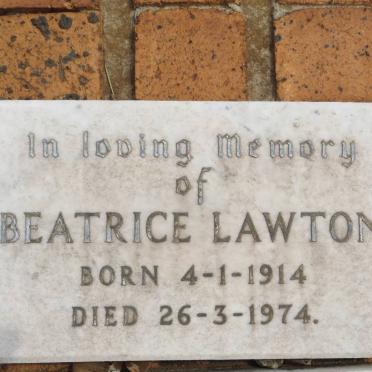 In loving Memory
of
BEATRICE LAWTON
BORN 4-1-1914
DIED 26-3-1974.